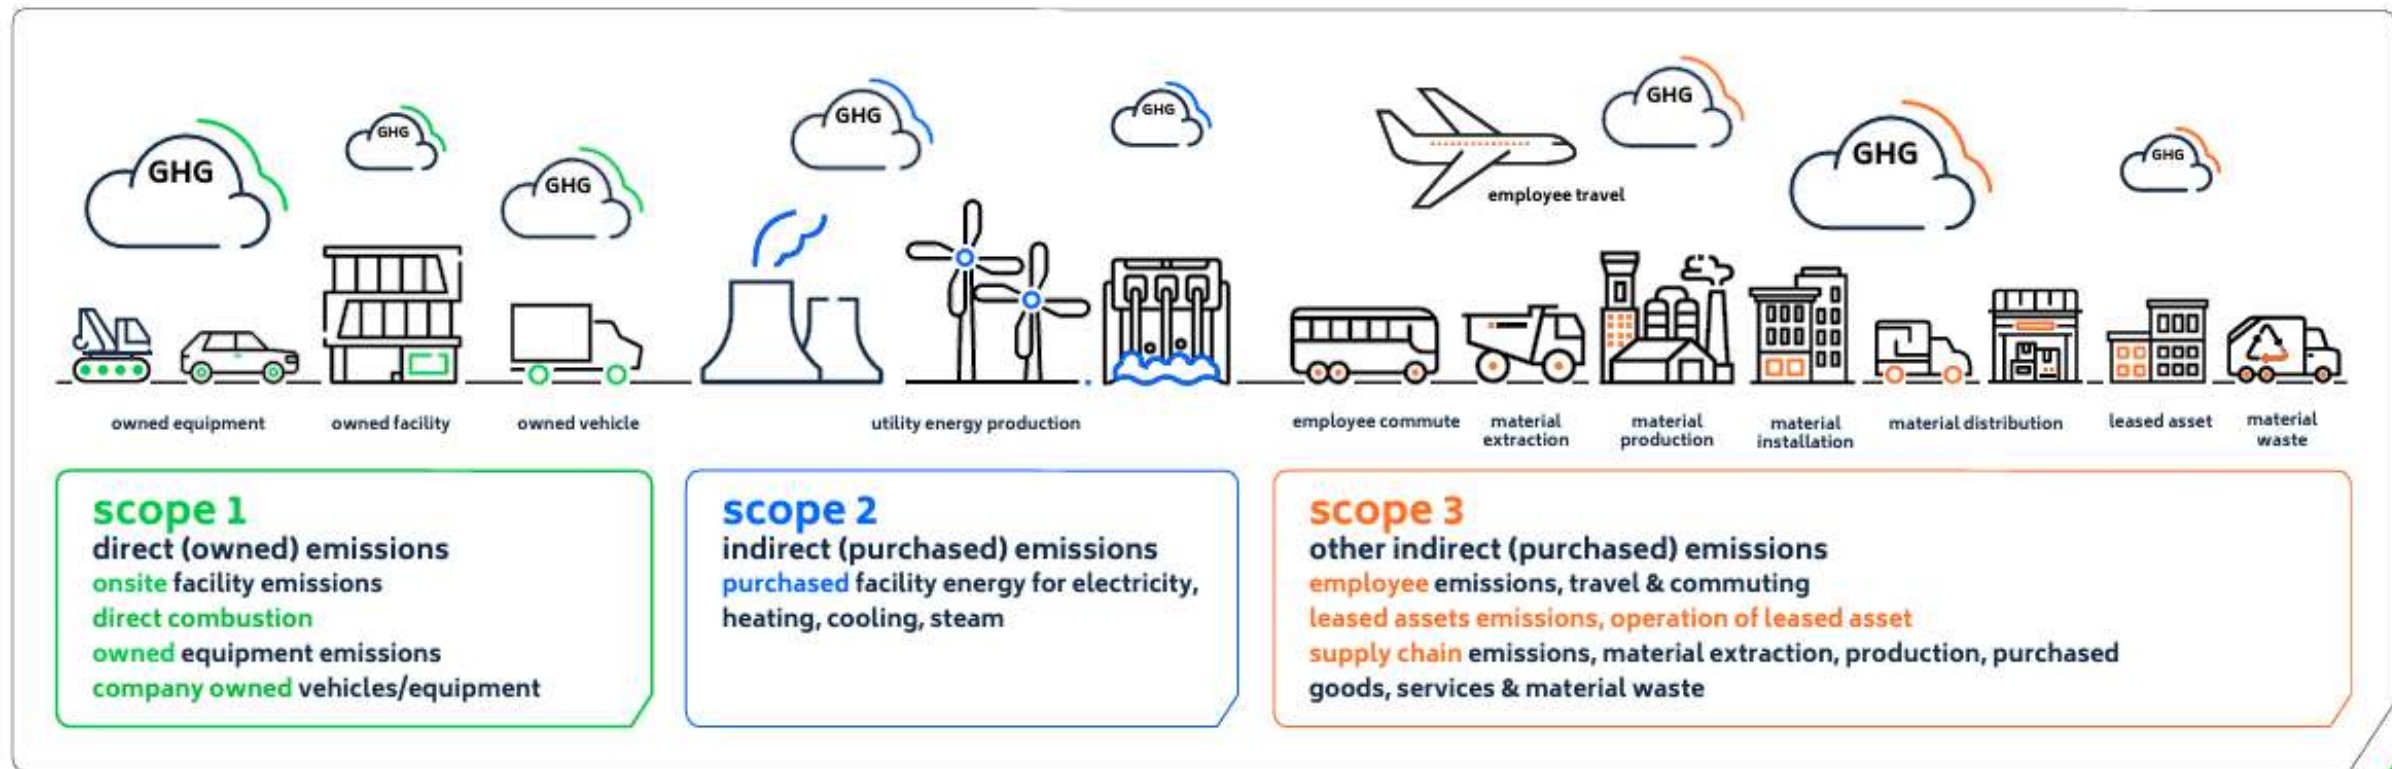 GHG
GHG
GHG
GHG
GHG
GHG
GHG
GHG
employee travel
owned equipment
owned facility
owned vehicle
utility energy production
employee commute
material
extraction
material
production
material
installation
material distribution
leased asset
material
waste
scope 1
direct (owned) emissions
onsite facility emissions
direct combustion
owned equipment emissions
company owned vehicles/equipment
scope 2
indirect (purchased) emissions
purchased facility energy for electricity,
heating, cooling, steam
scope 3
other indirect (purchased) emissions
employee emissions, travel & commuting
leased assets emissions, operation of leased asset
supply chain emissions, material extraction, production, purchased
goods, services & material waste